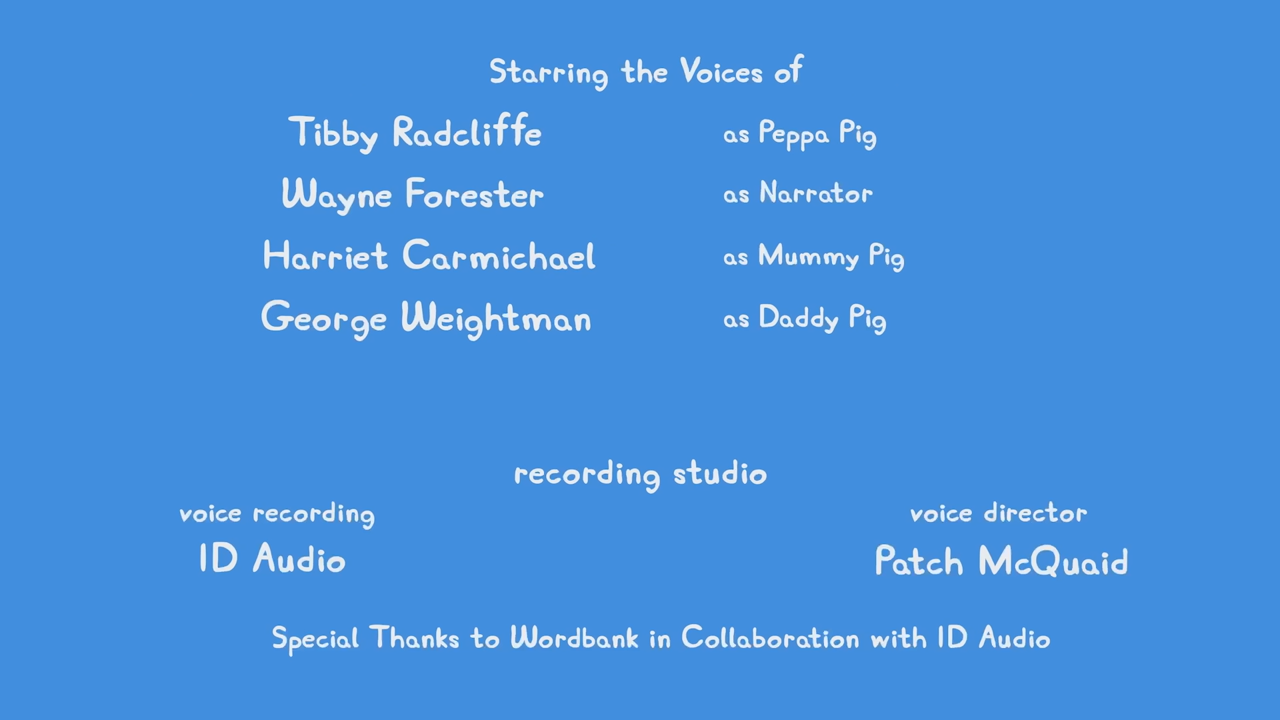 Starring the Voices of
Tibby Radcliffe as Peppa Pig
Wayne Forester as Narrator
Harriet Carmichael as Mummy Pig
George Weightman as Daddy Pig
recording studio
voice recording voice director
ID Audio Patch McQuaid
Special Thanks to Wordbank in Collaboration with ID Audio